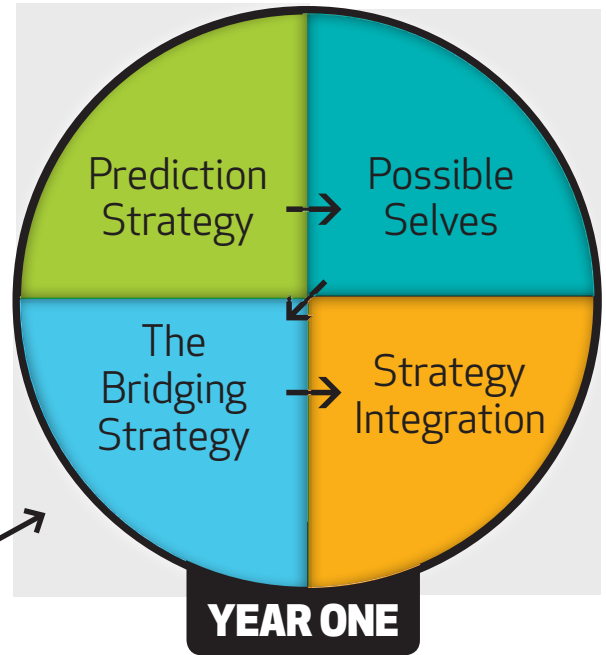 Prediction
Strategy
Possible
Selves
The
Bridging
Strategy
Strategy
Integration
YEAR ONE